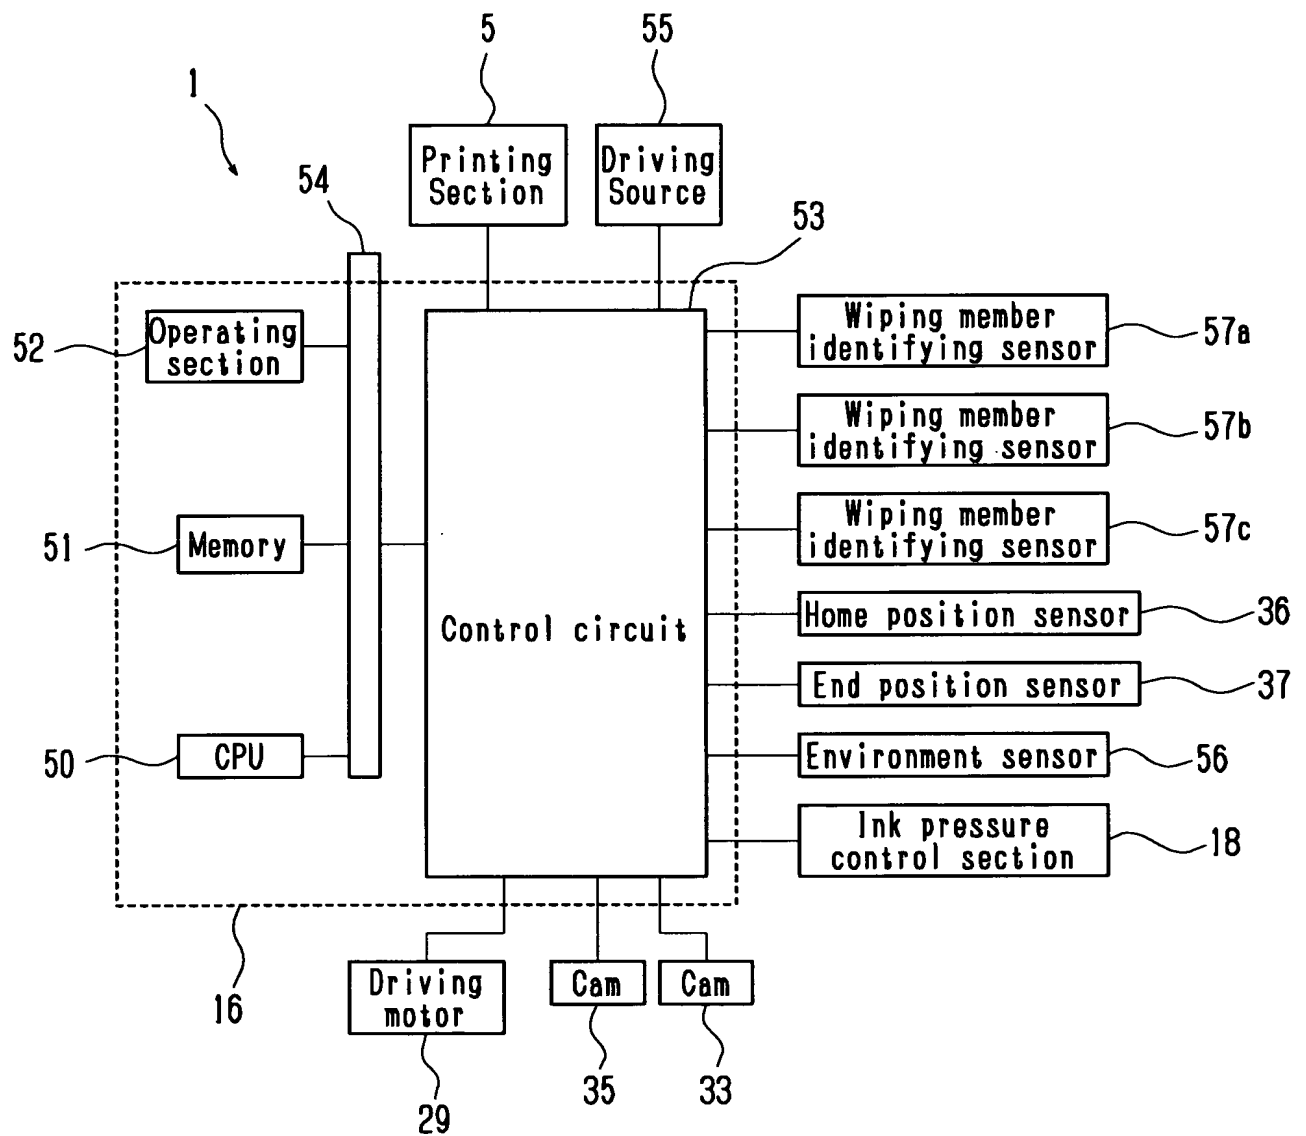 5
55
1
Printing
Section
Driving
Source
54
53
52
Operating
section
Wiping member
identifying sensor
57a
Wiping member
identifying sensor
57b
51
Memory
Wiping member
identifying sensor
57c
Control circuit
Home position sensor
36
End position sensor
37
50
CPU
Environment sensor
56
Ink pressure
control section
18
16
Driving
motor
29
Cam
35
Cam
33